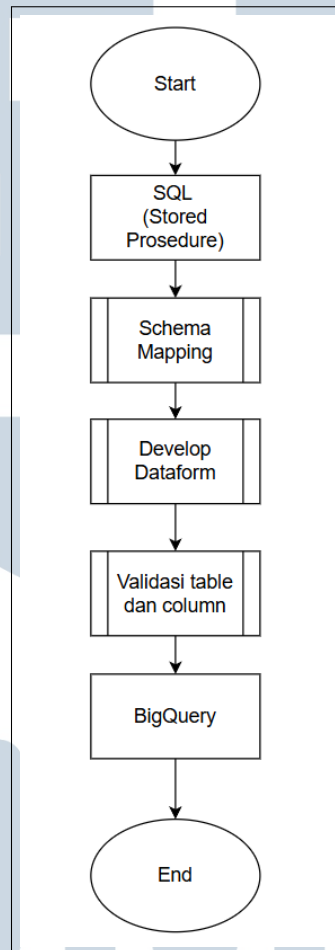 Start
SQL
(Stored
Prosedure)
Schema
Mapping
Develop
Dataform
Validasi table
dan column
BigQuery
End